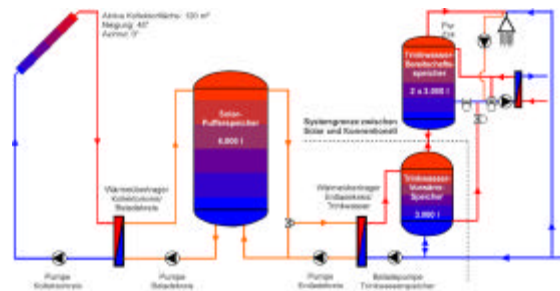 Aktive Kollektorfläche: 100 m²
Neigung: 45°
Azimut: 0°
Solar-
Pufferspeicher
6.000 l
Trinkwasser-
Bereitschafts-
speicher
2 x 3.000 l
Systemgrenze zwischen
Solar und Konventionell
Trinkwasser-
Vorwärm-
Speicher
3.000 l
Wärmeübertrager
Kollektorkreis/
Beladekreis
Wärmeübertrager
Entladekreis/
Trinkwasser
Pumpe
Kollektorkreis
Pumpe
Beladekreis
Pumpe
Entladekreis
Beladepumpe
Trinkwasserspeicher